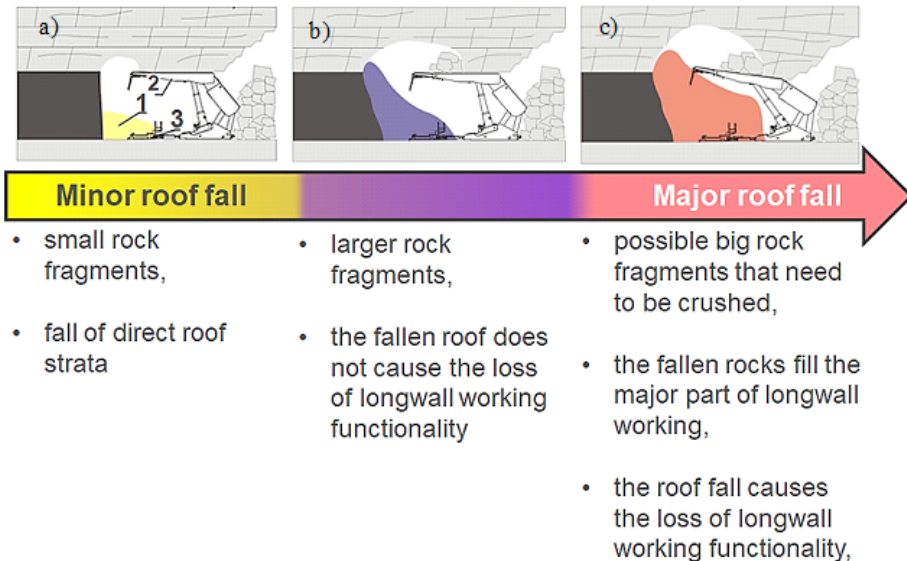 a)
b)
c)
2
1
3
Minor roof fall
Major roof fall
• small rock
fragments,
• fall of direct roof
strata
• larger rock
fragments,
• the fallen roof does
not cause the loss
of longwall working
functionality
• possible big rock
fragments that need
to be crushed,
• the fallen rocks fill the
major part of longwall
working,
• the roof fall causes
the loss of longwall
working functionality,